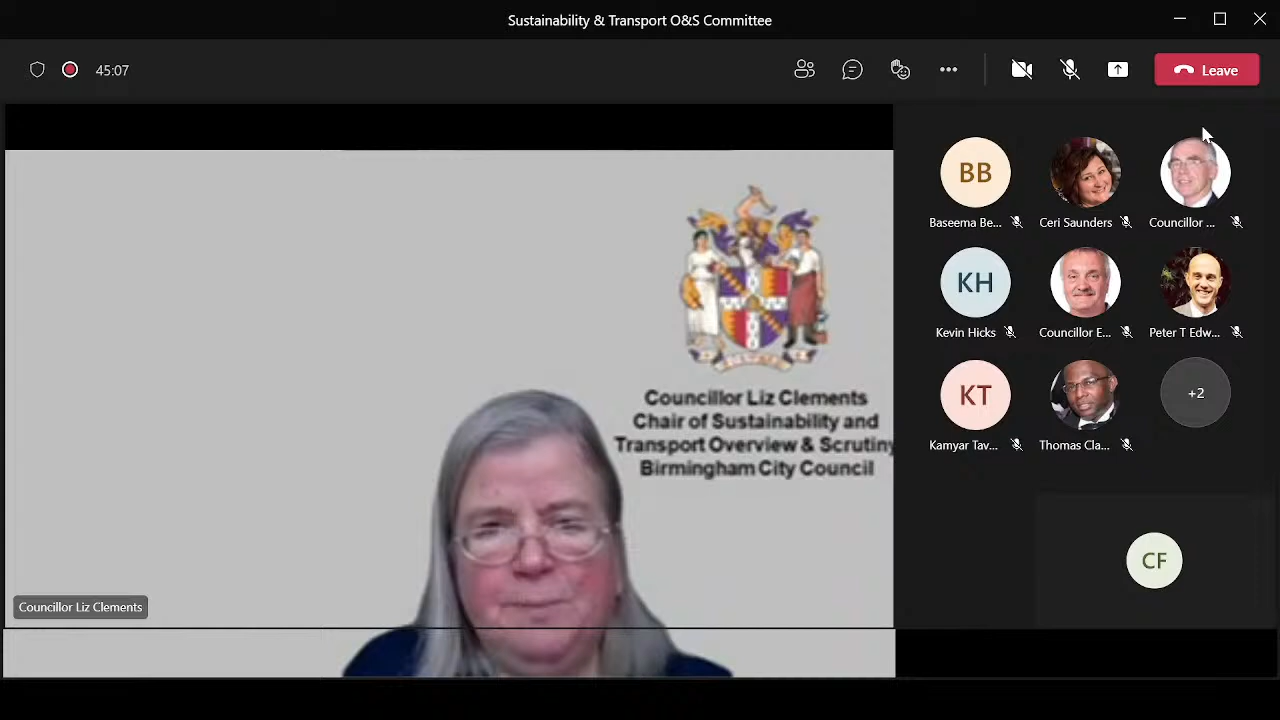 Sustainability & Transport O&S Committee
45:07
Leave
BB
Baseema Be...
Ceri Saunders
Councillor ...
KH
Kevin Hicks
Councillor E...
Peter T Edw...
KT
Kamyar Tav...
Thomas Cla...
+2
CF
Councillor Liz Clements
Chair of Sustainability and
Transport Overview & Scrutiny
Birmingham City Council
Councillor Liz Clements